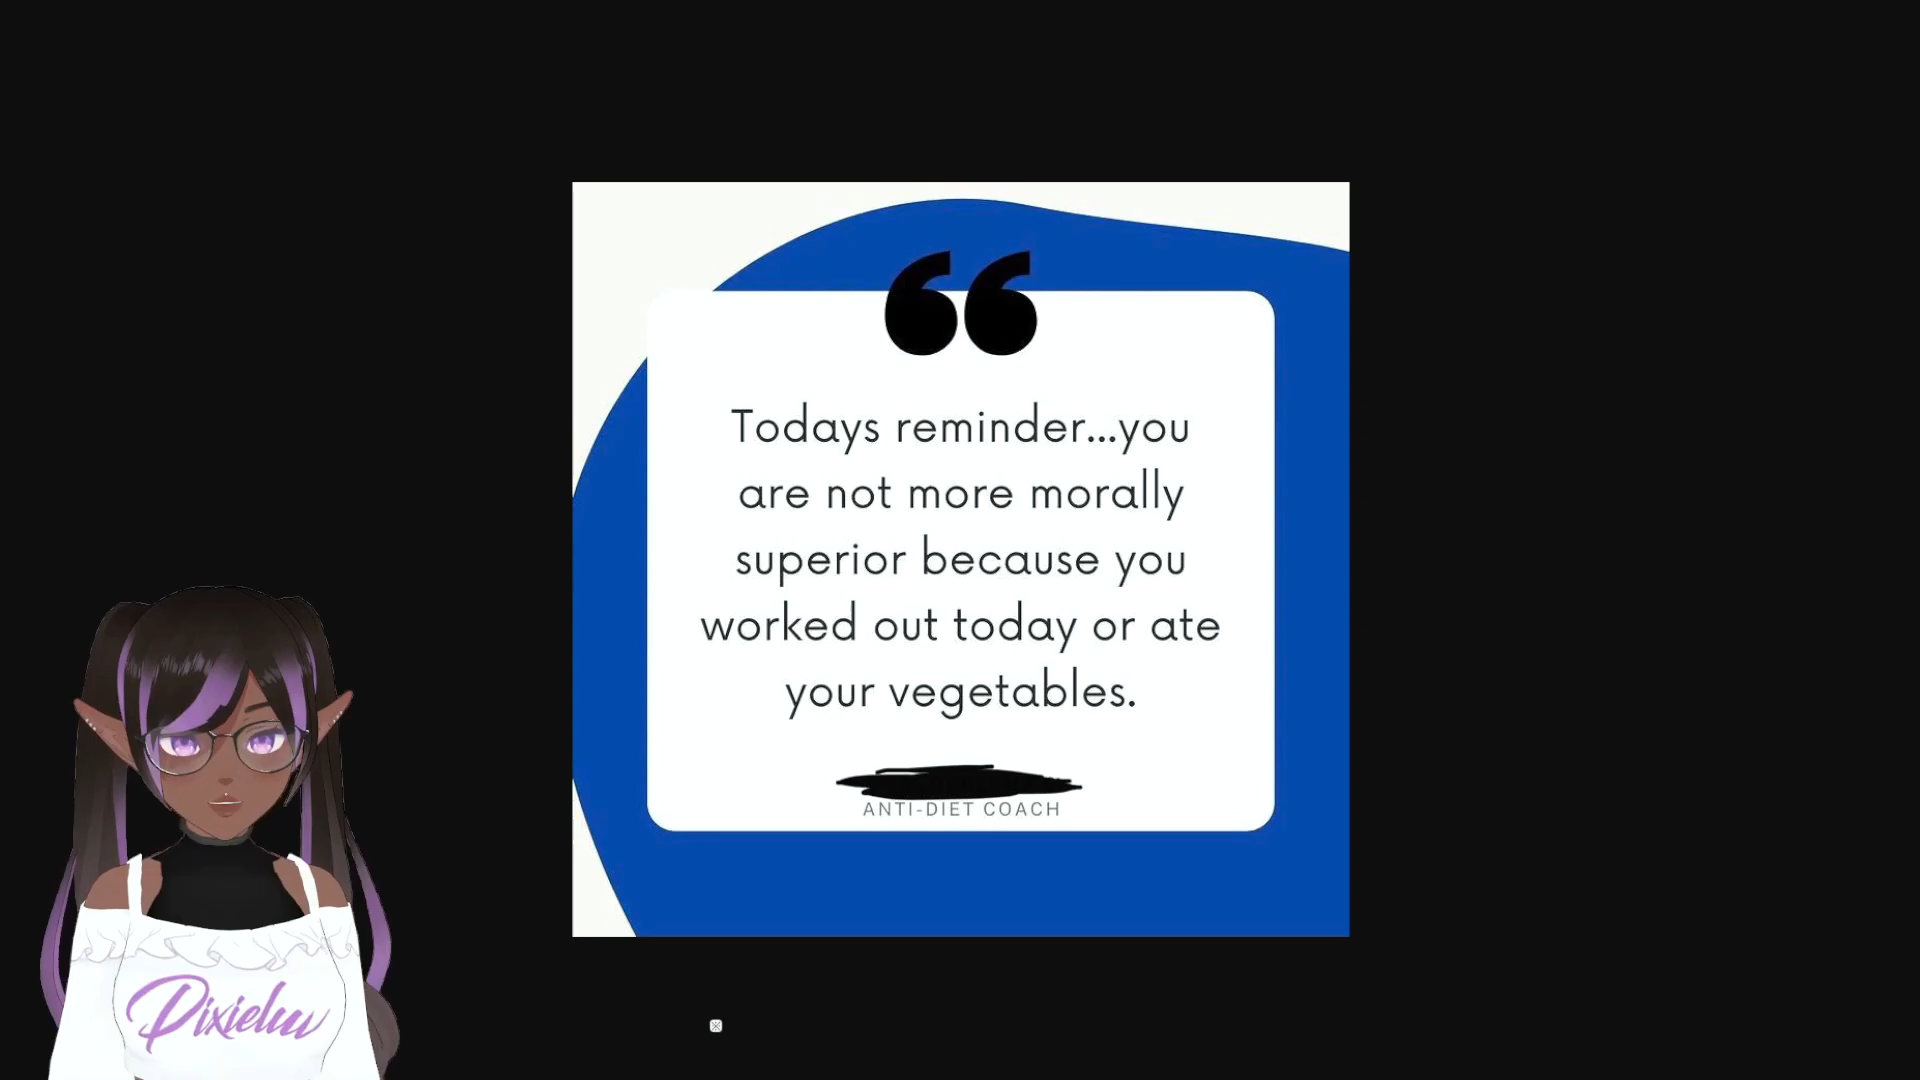 Todays reminder...you
are not more morally
superior because you
worked out today or ate
your vegetables.
ANTI-DIET COACH
Dixieluv